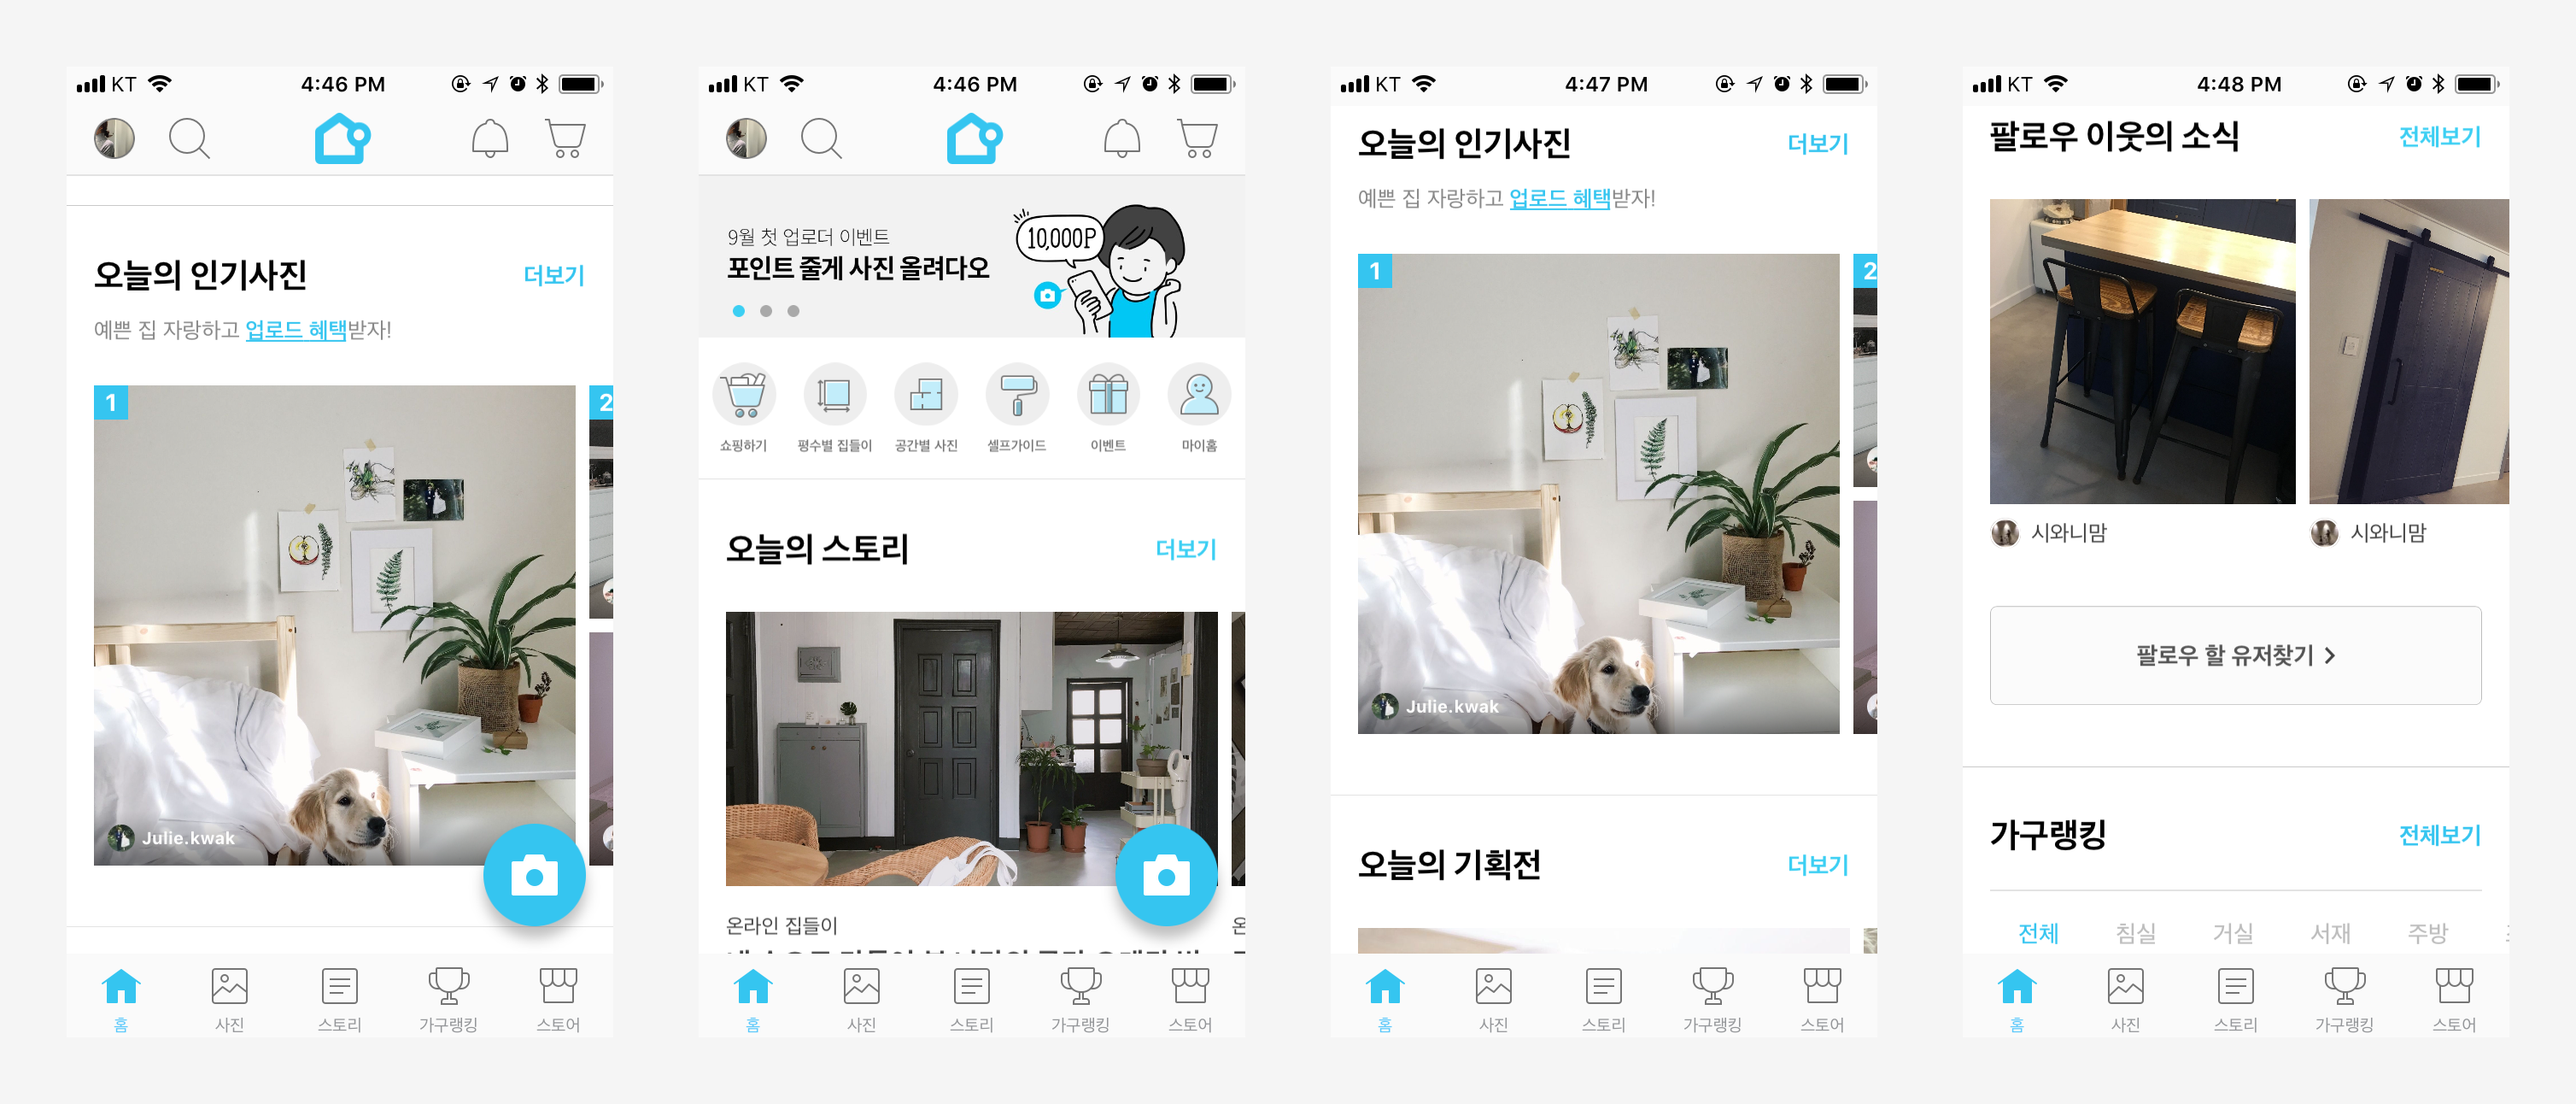 KT
4:46 PM
오늘의 인기사진
더보기
예쁜 집 자랑하고 업로드 혜택받자!
1
2
Julie.kwak
홈
사진
스토리
가구랭킹
스토어
KT
4:46 PM
9월 첫 업로더 이벤트
포인트 줄게 사진 올려다오
10,000P
쇼핑하기
평수별 집들이
공간별 사진
셀프가이드
이벤트
마이홈
오늘의 스토리
더보기
온라인 집들이
홈
사진
스토리
가구랭킹
스토어
KT
4:47 PM
오늘의 인기사진
더보기
예쁜 집 자랑하고 업로드 혜택받자!
1
2
Julie.kwak
오늘의 기획전
더보기
홈
사진
스토리
가구랭킹
스토어
KT
4:48 PM
팔로우 이웃의 소식
전체보기
시와니맘
시와니맘
팔로우 할 유저찾기 >
가구랭킹
전체보기
전체
침실
거실
서재
주방
홈
사진
스토리
가구랭킹
스토어